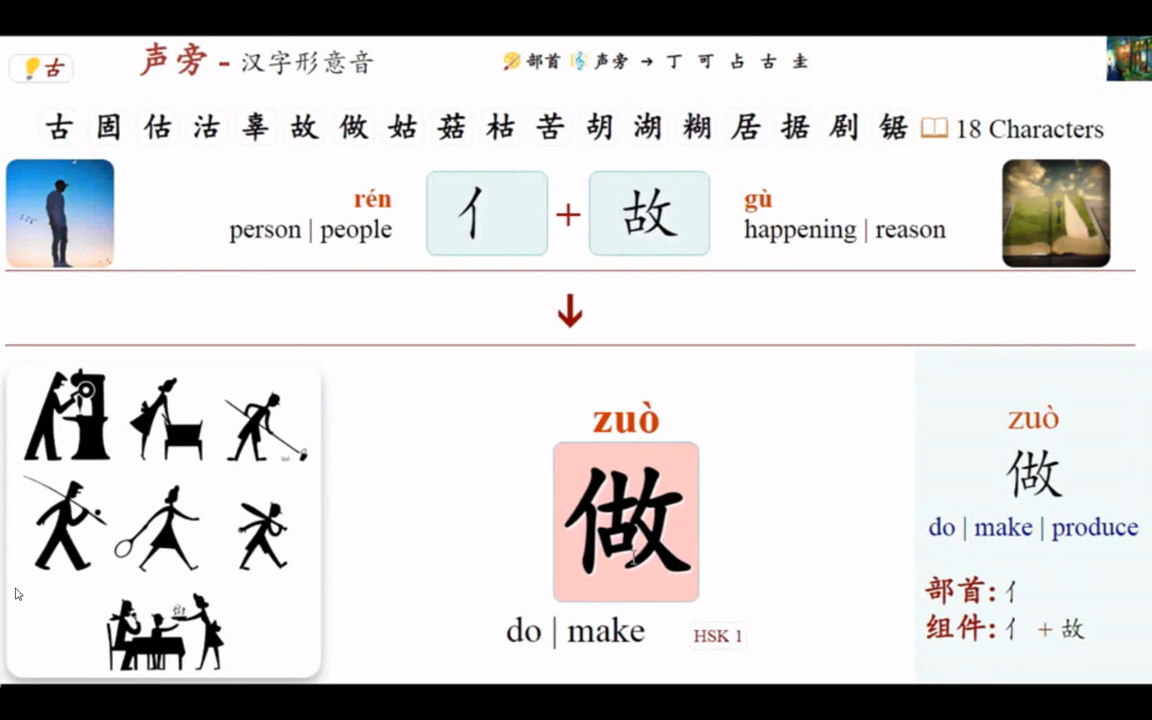 古
声旁 - 汉字形意音
部首 声旁 → 丁 可 占 古 圭
古 固 估 沽 辜 故 做 姑 菇 枯 苦 胡 湖 糊 居 据 剧 锯 18 Characters
rén
person | people
亻 + 故
gù
happening | reason
↓
zuò
做
do | make
HSK 1
zuò
做
do | make | produce
部首: 亻
组件: 亻 + 故